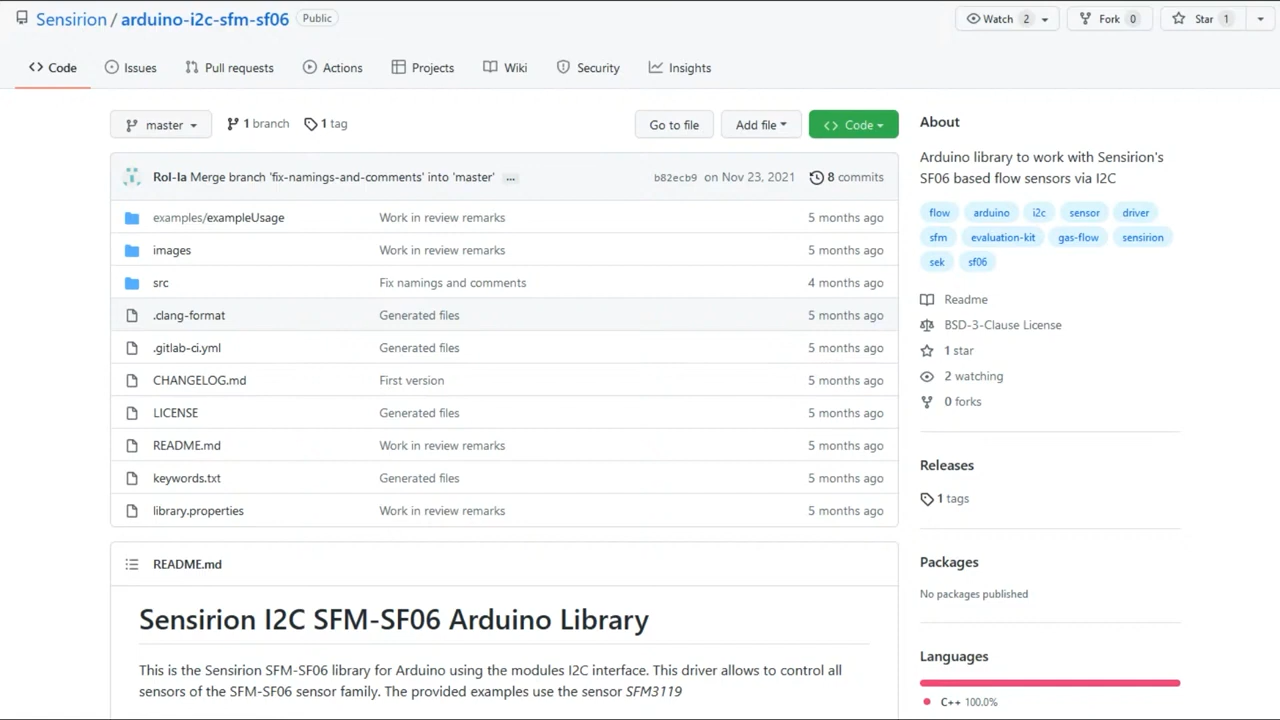 Sensirion / arduino-i2c-sfm-sf06 Public
Watch 2 Fork 0 Star 1
Code Issues Pull requests Actions Projects Wiki Security Insights
master 1 branch 1 tag Go to file Add file Code
Rol-la Merge branch 'fix-namings-and-comments' into 'master' ... b82ecb9 on Nov 23, 2021 8 commits
examples/exampleUsage Work in review remarks 5 months ago
images Work in review remarks 5 months ago
src Fix namings and comments 4 months ago
.clang-format Generated files 5 months ago
.gitlab-ci.yml Generated files 5 months ago
CHANGELOG.md First version 5 months ago
LICENSE Generated files 5 months ago
README.md Work in review remarks 5 months ago
keywords.txt Generated files 5 months ago
library.properties Work in review remarks 5 months ago
README.md
Sensirion I2C SFM-SF06 Arduino Library
This is the Sensirion SFM-SF06 library for Arduino using the modules I2C interface. This driver allows to control all
sensors of the SFM-SF06 sensor family. The provided examples use the sensor SFM3119
About
Arduino library to work with Sensirion's
SF06 based flow sensors via I2C
flow arduino i2c sensor driver
sfm evaluation-kit gas-flow sensirion
sek sf06
Readme
BSD-3-Clause License
1 star
2 watching
0 forks
Releases
1 tags
Packages
No packages published
Languages
C++ 100.0%